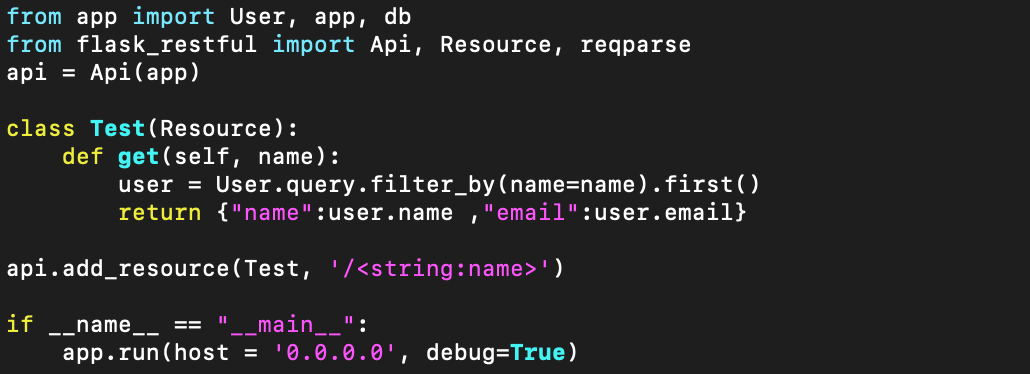 from app import User, app, db
from flask_restful import Api, Resource, reqparse
api = Api(app)

class Test(Resource):
    def get(self, name):
        user = User.query.filter_by(name=name).first()
        return {"name":user.name ,"email":user.email}

api.add_resource(Test, '/<string:name>')

if __name__ == "__main__":
    app.run(host = '0.0.0.0', debug=True)